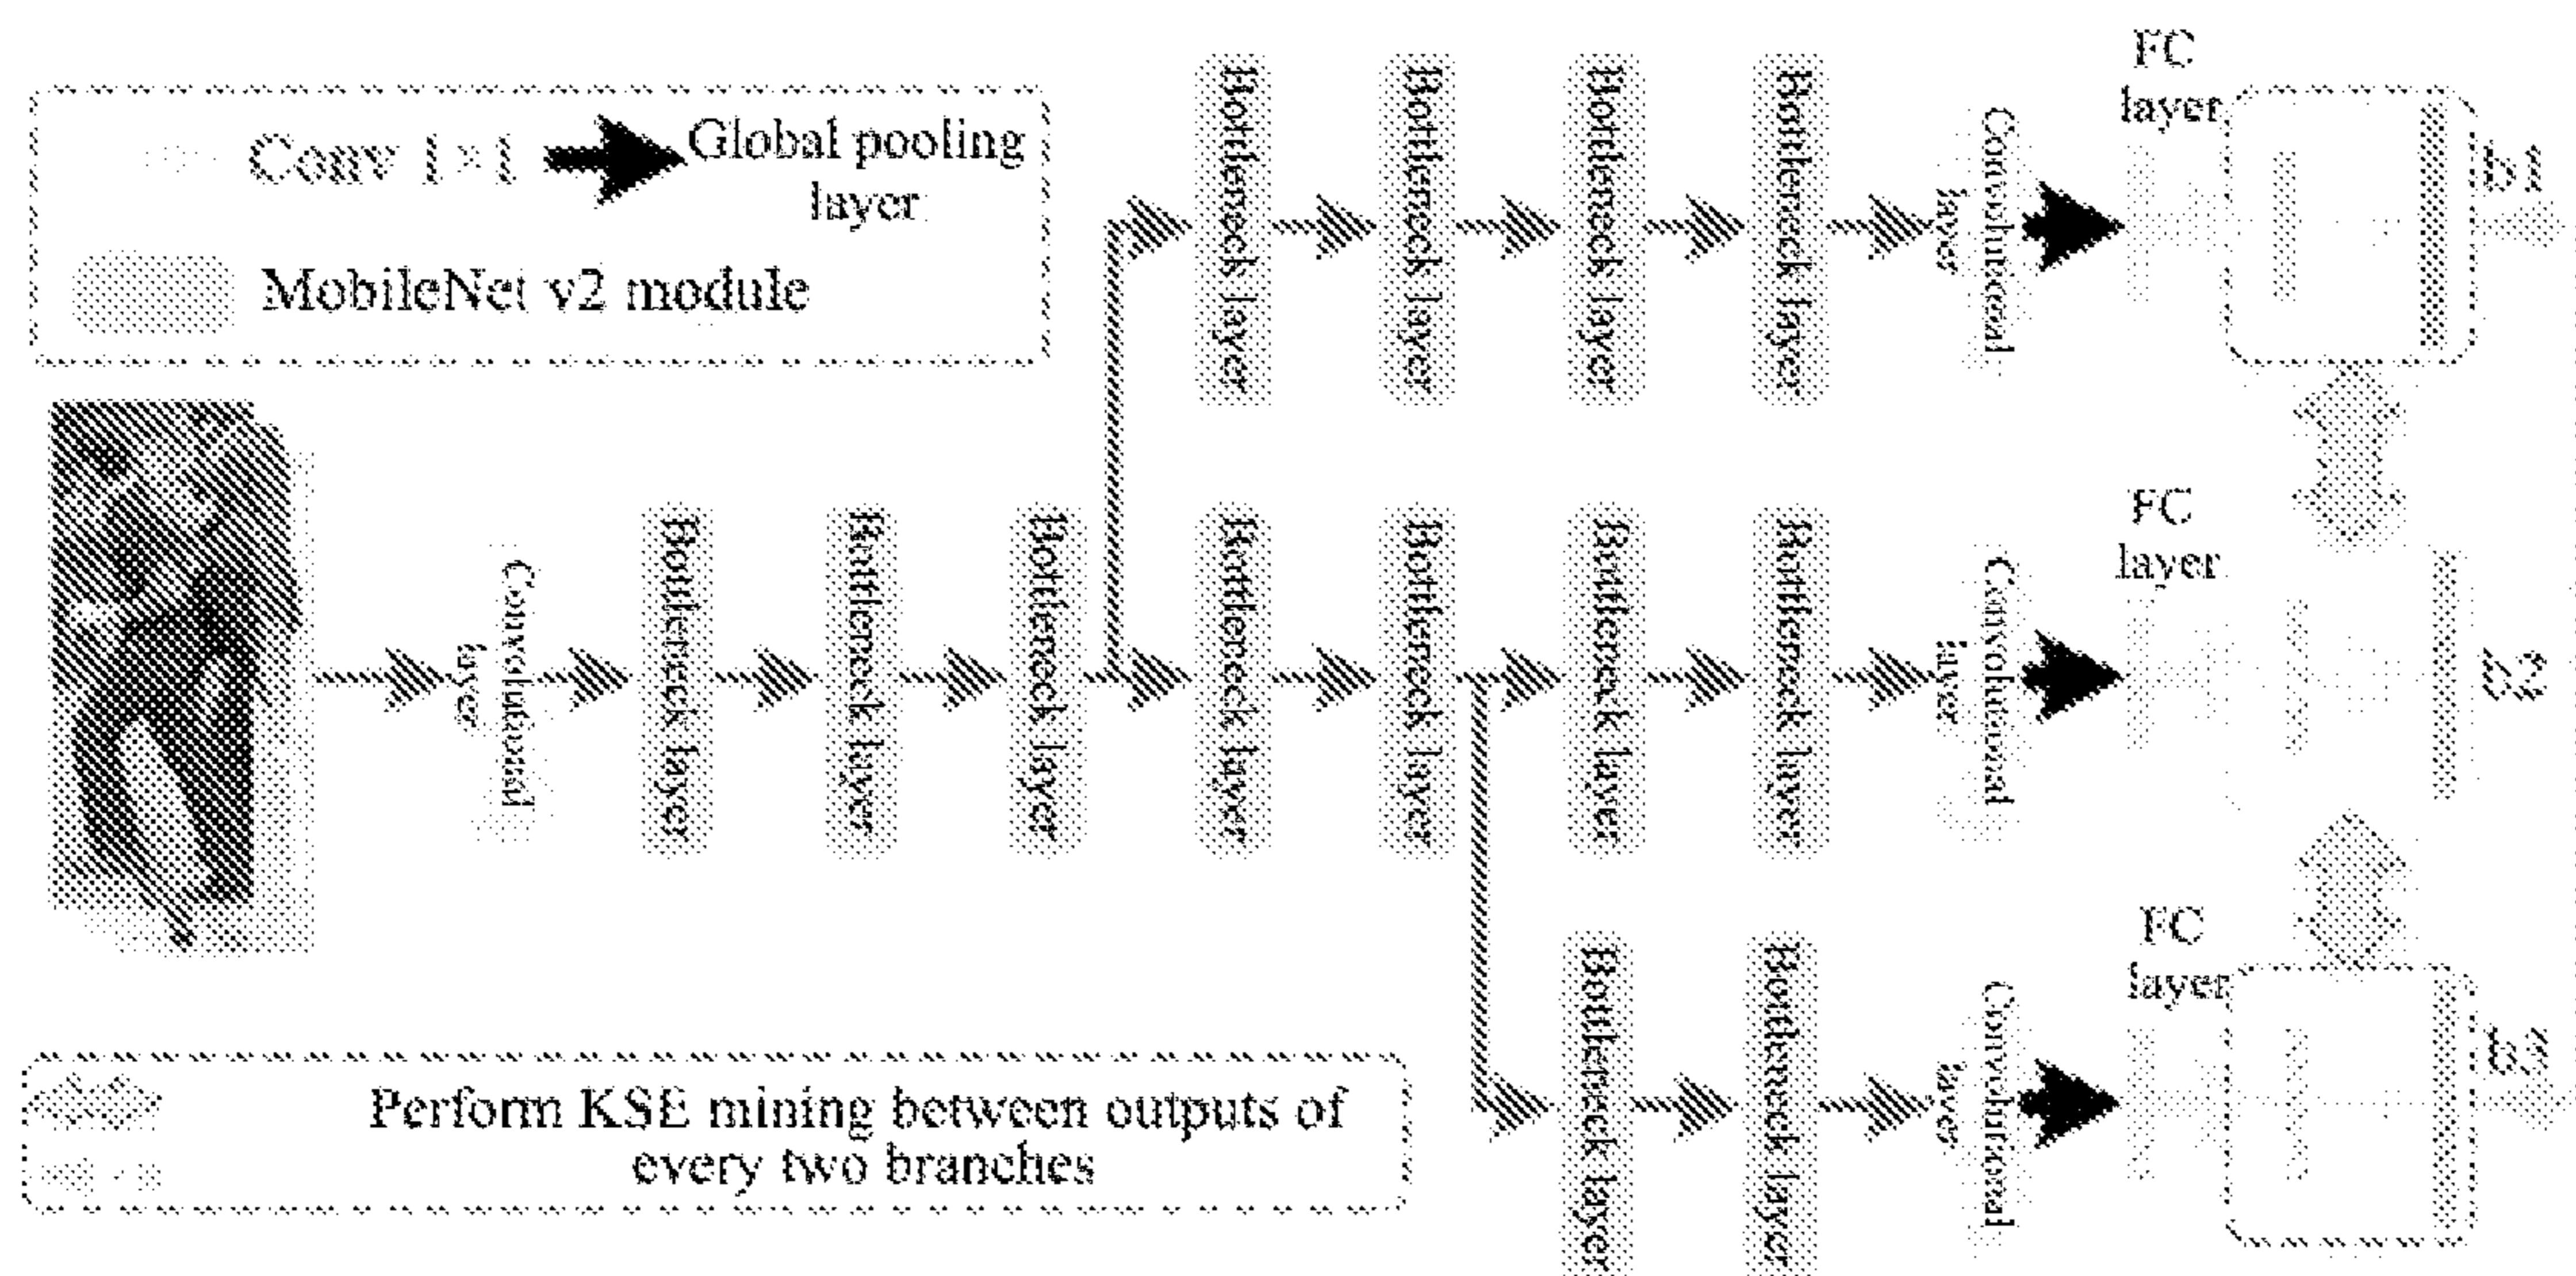 Conv 1×1
Global pooling
layer
MobileNet v2 module
Bottleneck layer
Bottleneck layer
Bottleneck layer
Bottleneck layer
Convolutional
layer
FC
layer
b1
Convolutional
layer
Bottleneck layer
Bottleneck layer
Bottleneck layer
Bottleneck layer
Bottleneck layer
Bottleneck layer
Bottleneck layer
Convolutional
layer
FC
layer
b2
Bottleneck layer
Bottleneck layer
Convolutional
layer
FC
layer
b3
Perform KSE mining between outputs of
every two branches